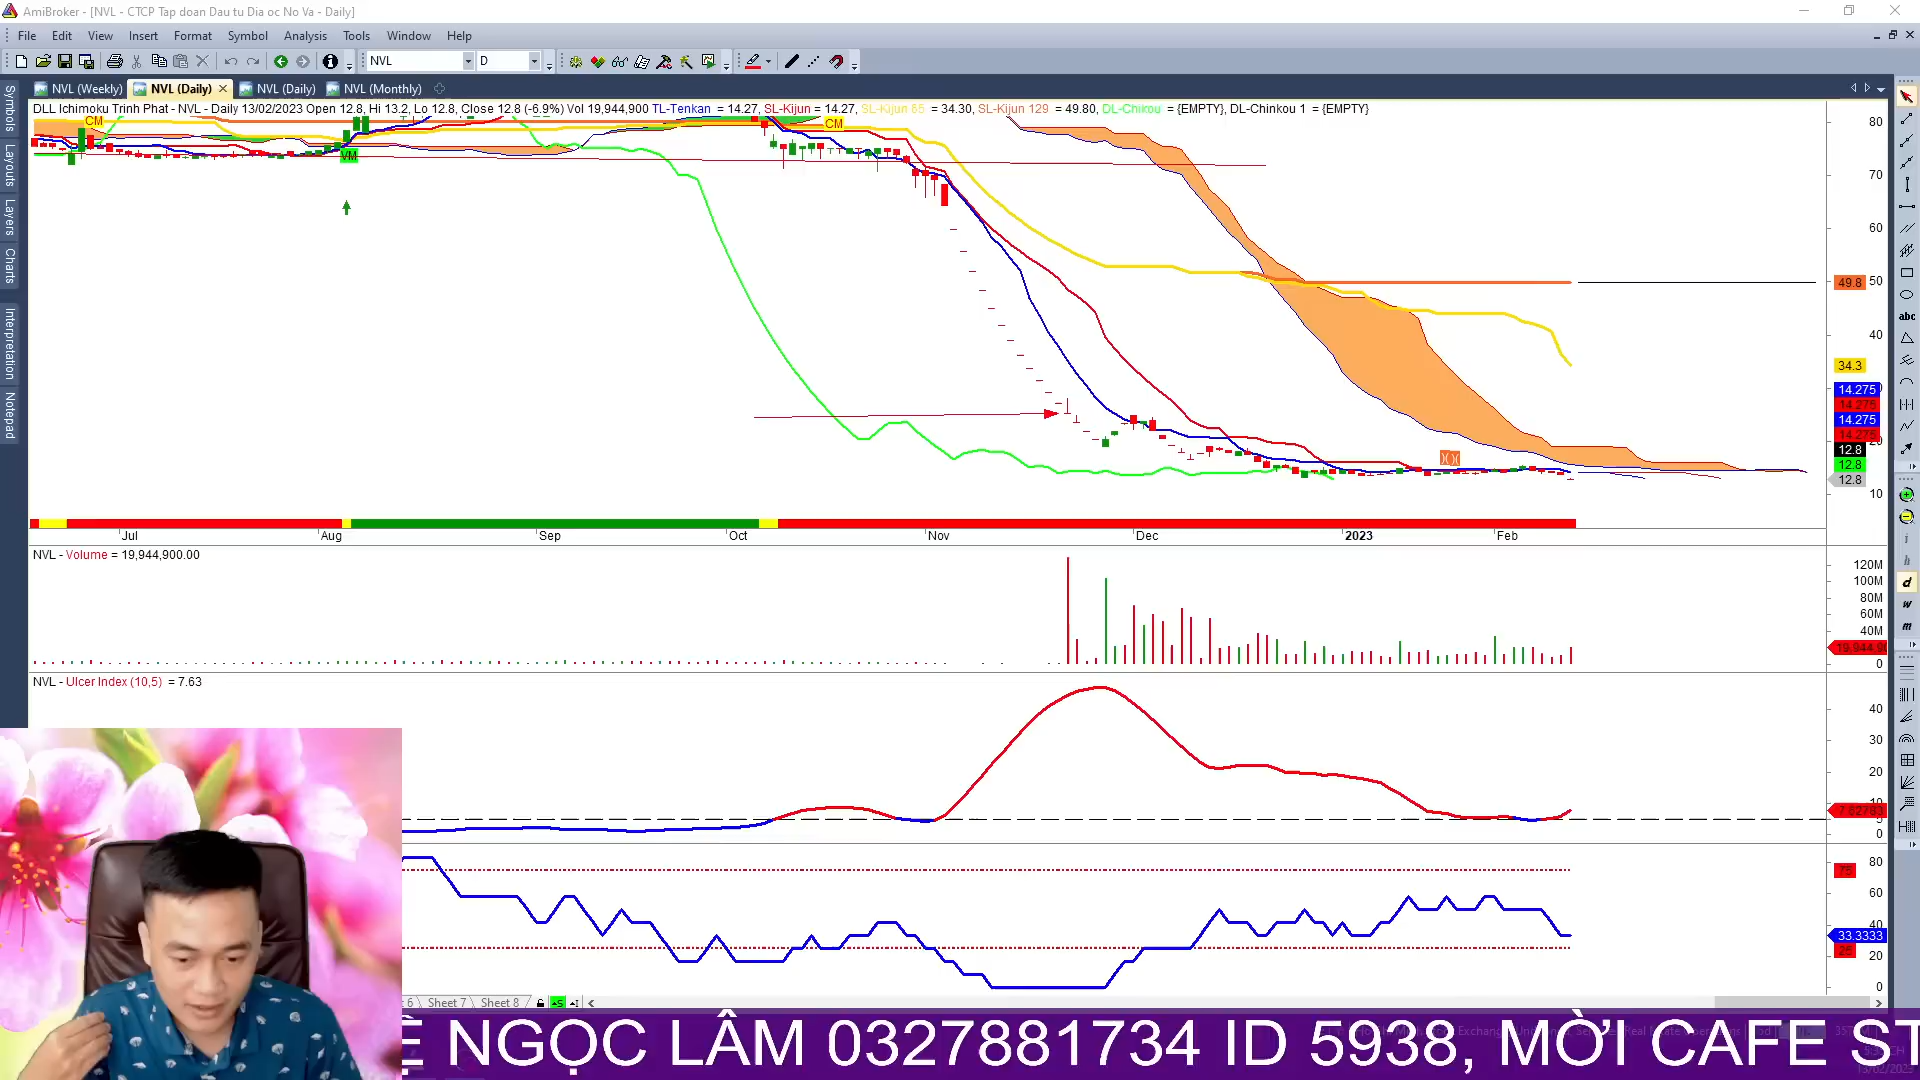 AmiBroker - [NVL - CTCP Tap doan Dau tu Dia oc No Va - Daily]
File Edit View Insert Format Symbol Analysis Tools Window Help
NVL D
NVL (Weekly) NVL (Daily) NVL (Daily) NVL (Monthly)
DLL Ichimoku Trinh Phat - NVL - Daily 13/02/2023 Open 12.8, Hi 13.2, Lo 12.8, Close 12.8 (-6.9%) Vol 19,944,900 TL-Tenkan = 14.27, SL-Kijun = 14.27, SL-Kijun 65 = 34.30, SL-Kijun 129 = 49.80, DL-Chikou = {EMPTY}, DL-Chinkou 1 = {EMPTY}
Symbols
Layouts
Layers
Charts
Interpretation
Notepad
CM
VM
CM
80
70
60
50
49.8
40
34.3
14.275
14.275
14.275
14.275
12.8
12.8
12.8
10
Jul Aug Sep Oct Nov Dec 2023 Feb
NVL - Volume = 19,944,900.00
120M
100M
80M
60M
40M
0
NVL - Ulcer Index (10,5) = 7.63
40
30
20
0
80
75
60
40
33.3333
20
0
abc
i
h
d
w
m
6 Sheet 7 Sheet 8
NGỌC LÂM 0327881734 ID 5938, MỜI CAFE